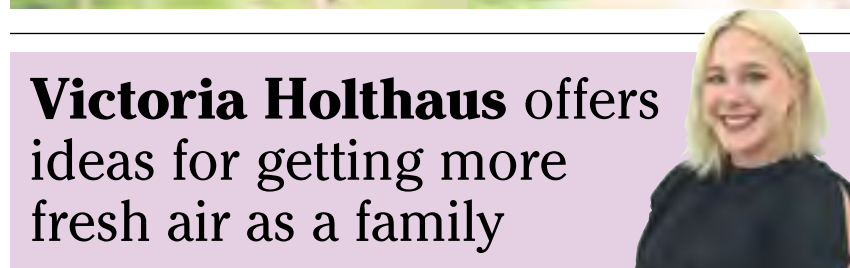 Victoria Holthaus offers
ideas for getting more
fresh air as a family